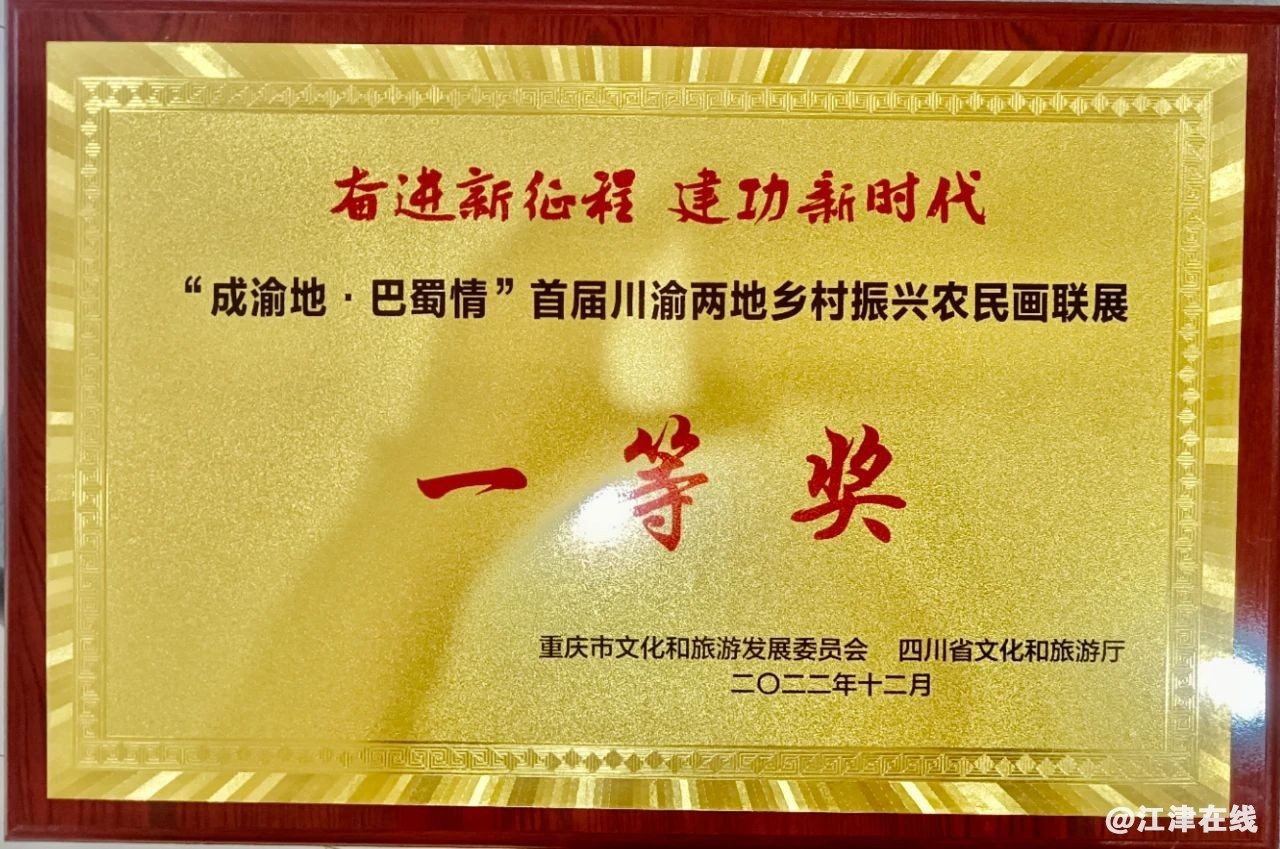 奋进新征程 建功新时代
“成渝地·巴蜀情”首届川渝两地乡村振兴农民画联展
一等奖
重庆市文化和旅游发展委员会 四川省文化和旅游厅
二〇二二年十二月
@江津在线